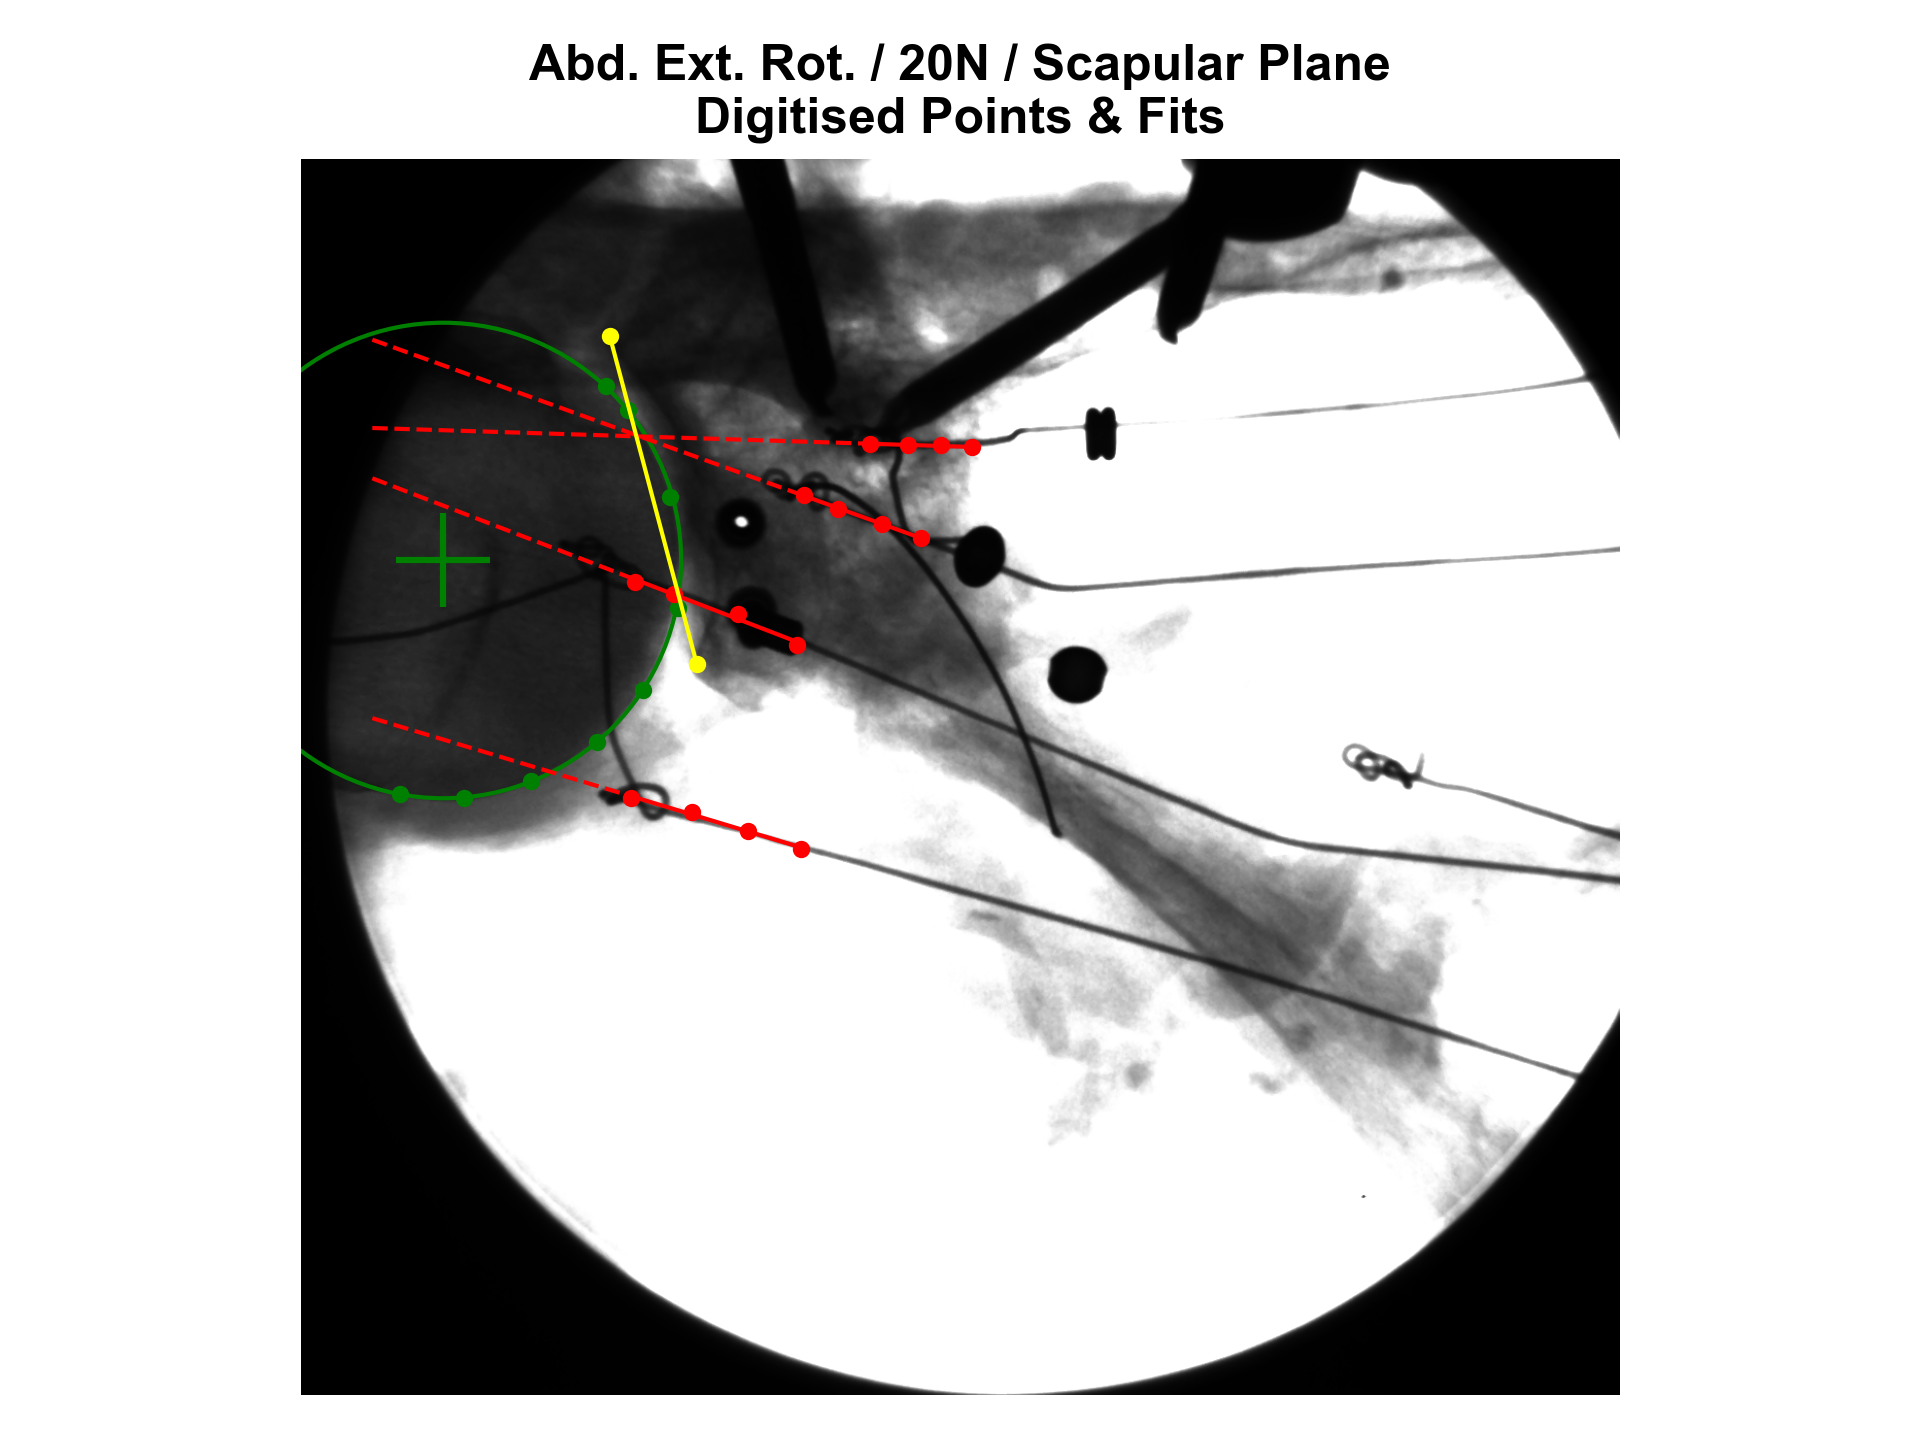 Abd. Ext. Rot. / 20N / Scapular Plane
Digitised Points & Fits